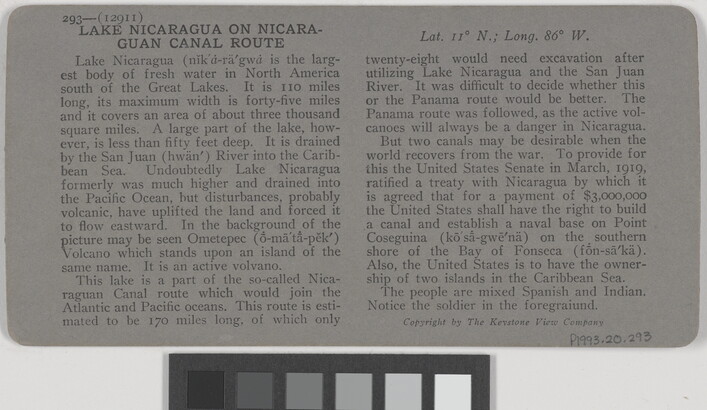 293—(12911)
LAKE NICARAGUA ON NICARA-
GUAN CANAL ROUTE
Lake Nicaragua (nĭk´á-rä'gwá is the larg-
est body of fresh water in North America
south of the Great Lakes. It is 110 miles
long, its maximum width is forty-five miles
and it covers an area of about three thousand
square miles. A large part of the lake, how-
ever, is less than fifty feet deep. It is drained
by the San Juan (hwän') River into the Carib-
bean Sea. Undoubtedly Lake Nicaragua
formerly was much higher and drained into
the Pacific Ocean, but disturbances, probably
volcanic, have uplifted the land and forced it
to flow eastward. In the background of the
picture may be seen Ometepec (ô-mā´tȧ-pĕk')
Volcano which stands upon an island of the
same name. It is an active volvano.
This lake is a part of the so-called Nica-
raguan Canal route which would join the
Atlantic and Pacific oceans. This route is esti-
mated to be 170 miles long, of which only
Lat. 11° N.; Long. 86° W.
twenty-eight would need excavation after
utilizing Lake Nicaragua and the San Juan
River. It was difficult to decide whether this
or the Panama route would be better. The
Panama route was followed, as the active vol-
canoes will always be a danger in Nicaragua.
But two canals may be desirable when the
world recovers from the war. To provide for
this the United States Senate in March, 1919,
ratified a treaty with Nicaragua by which it
is agreed that for a payment of $3,000,000
the United States shall have the right to build
a canal and establish a naval base on Point
Coseguina (kō sȧ-gwē'nä) on the southern
shore of the Bay of Fonseca (fôn-sā'kä).
Also, the United States is to have the owner-
ship of two islands in the Caribbean Sea.
The people are mixed Spanish and Indian.
Notice the soldier in the foregraiund.
Copyright by The Keystone View Company
P1993.20.293